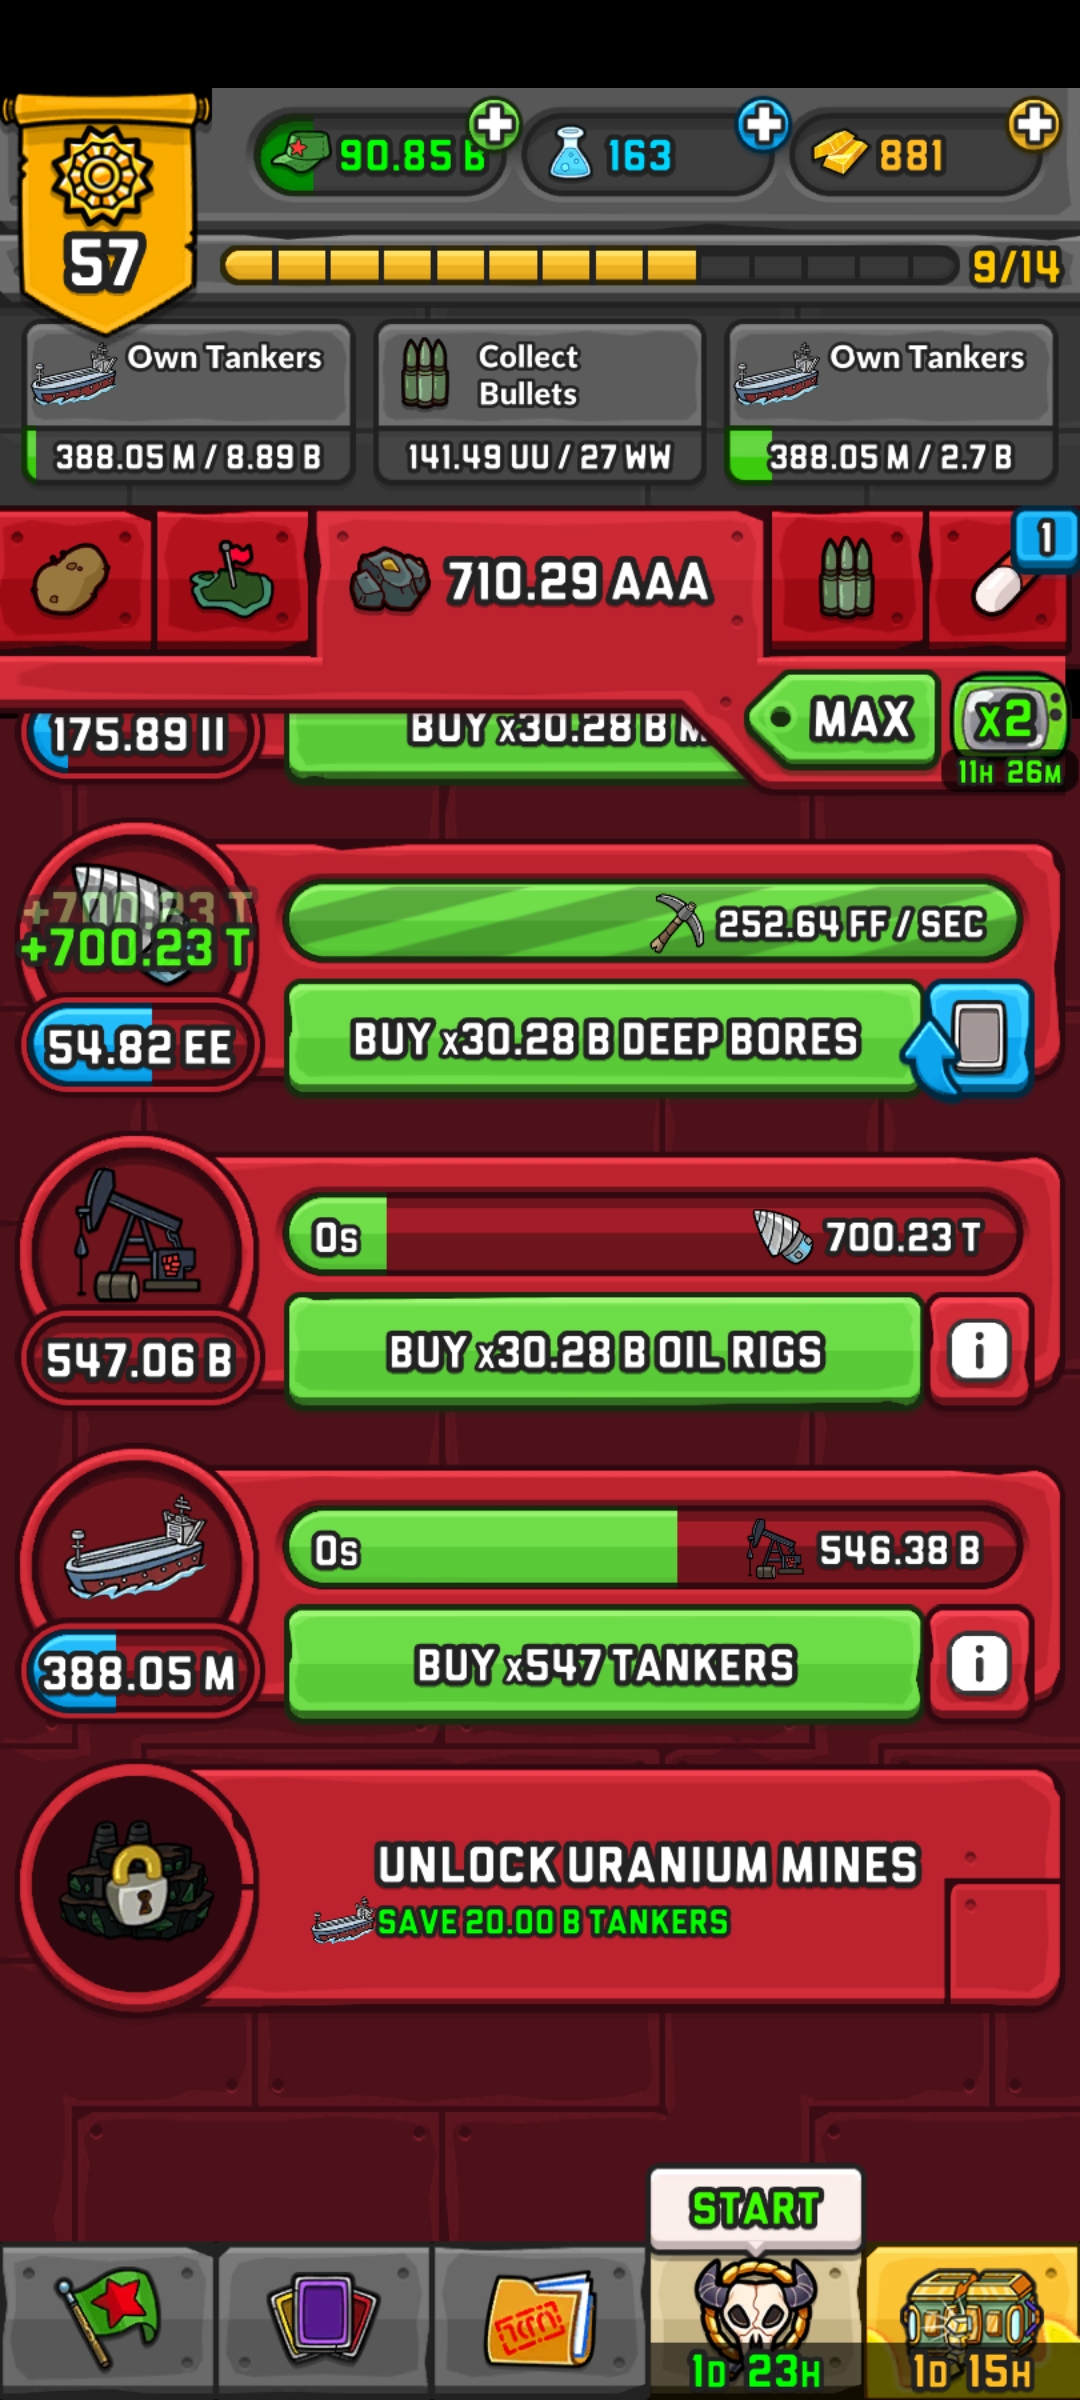 90.85 B
163
881
57
9/14
Own Tankers
388.05 M / 8.89 B
Collect
Bullets
141.49 UU / 27 WW
Own Tankers
388.05 M / 2.7 B
710.29 AAA
1
175.89 II
BUY x30.28 B
MAX
x2
11H 26M
+700.23 T
+700.23 T
252.64 FF / SEC
54.82 EE
BUY x30.28 B DEEP BORES
0s
700.23 T
547.06 B
BUY x30.28 B OIL RIGS
i
0s
546.38 B
388.05 M
BUY x547 TANKERS
i
UNLOCK URANIUM MINES
SAVE 20.00 B TANKERS
START
1D 23H
1D 15H